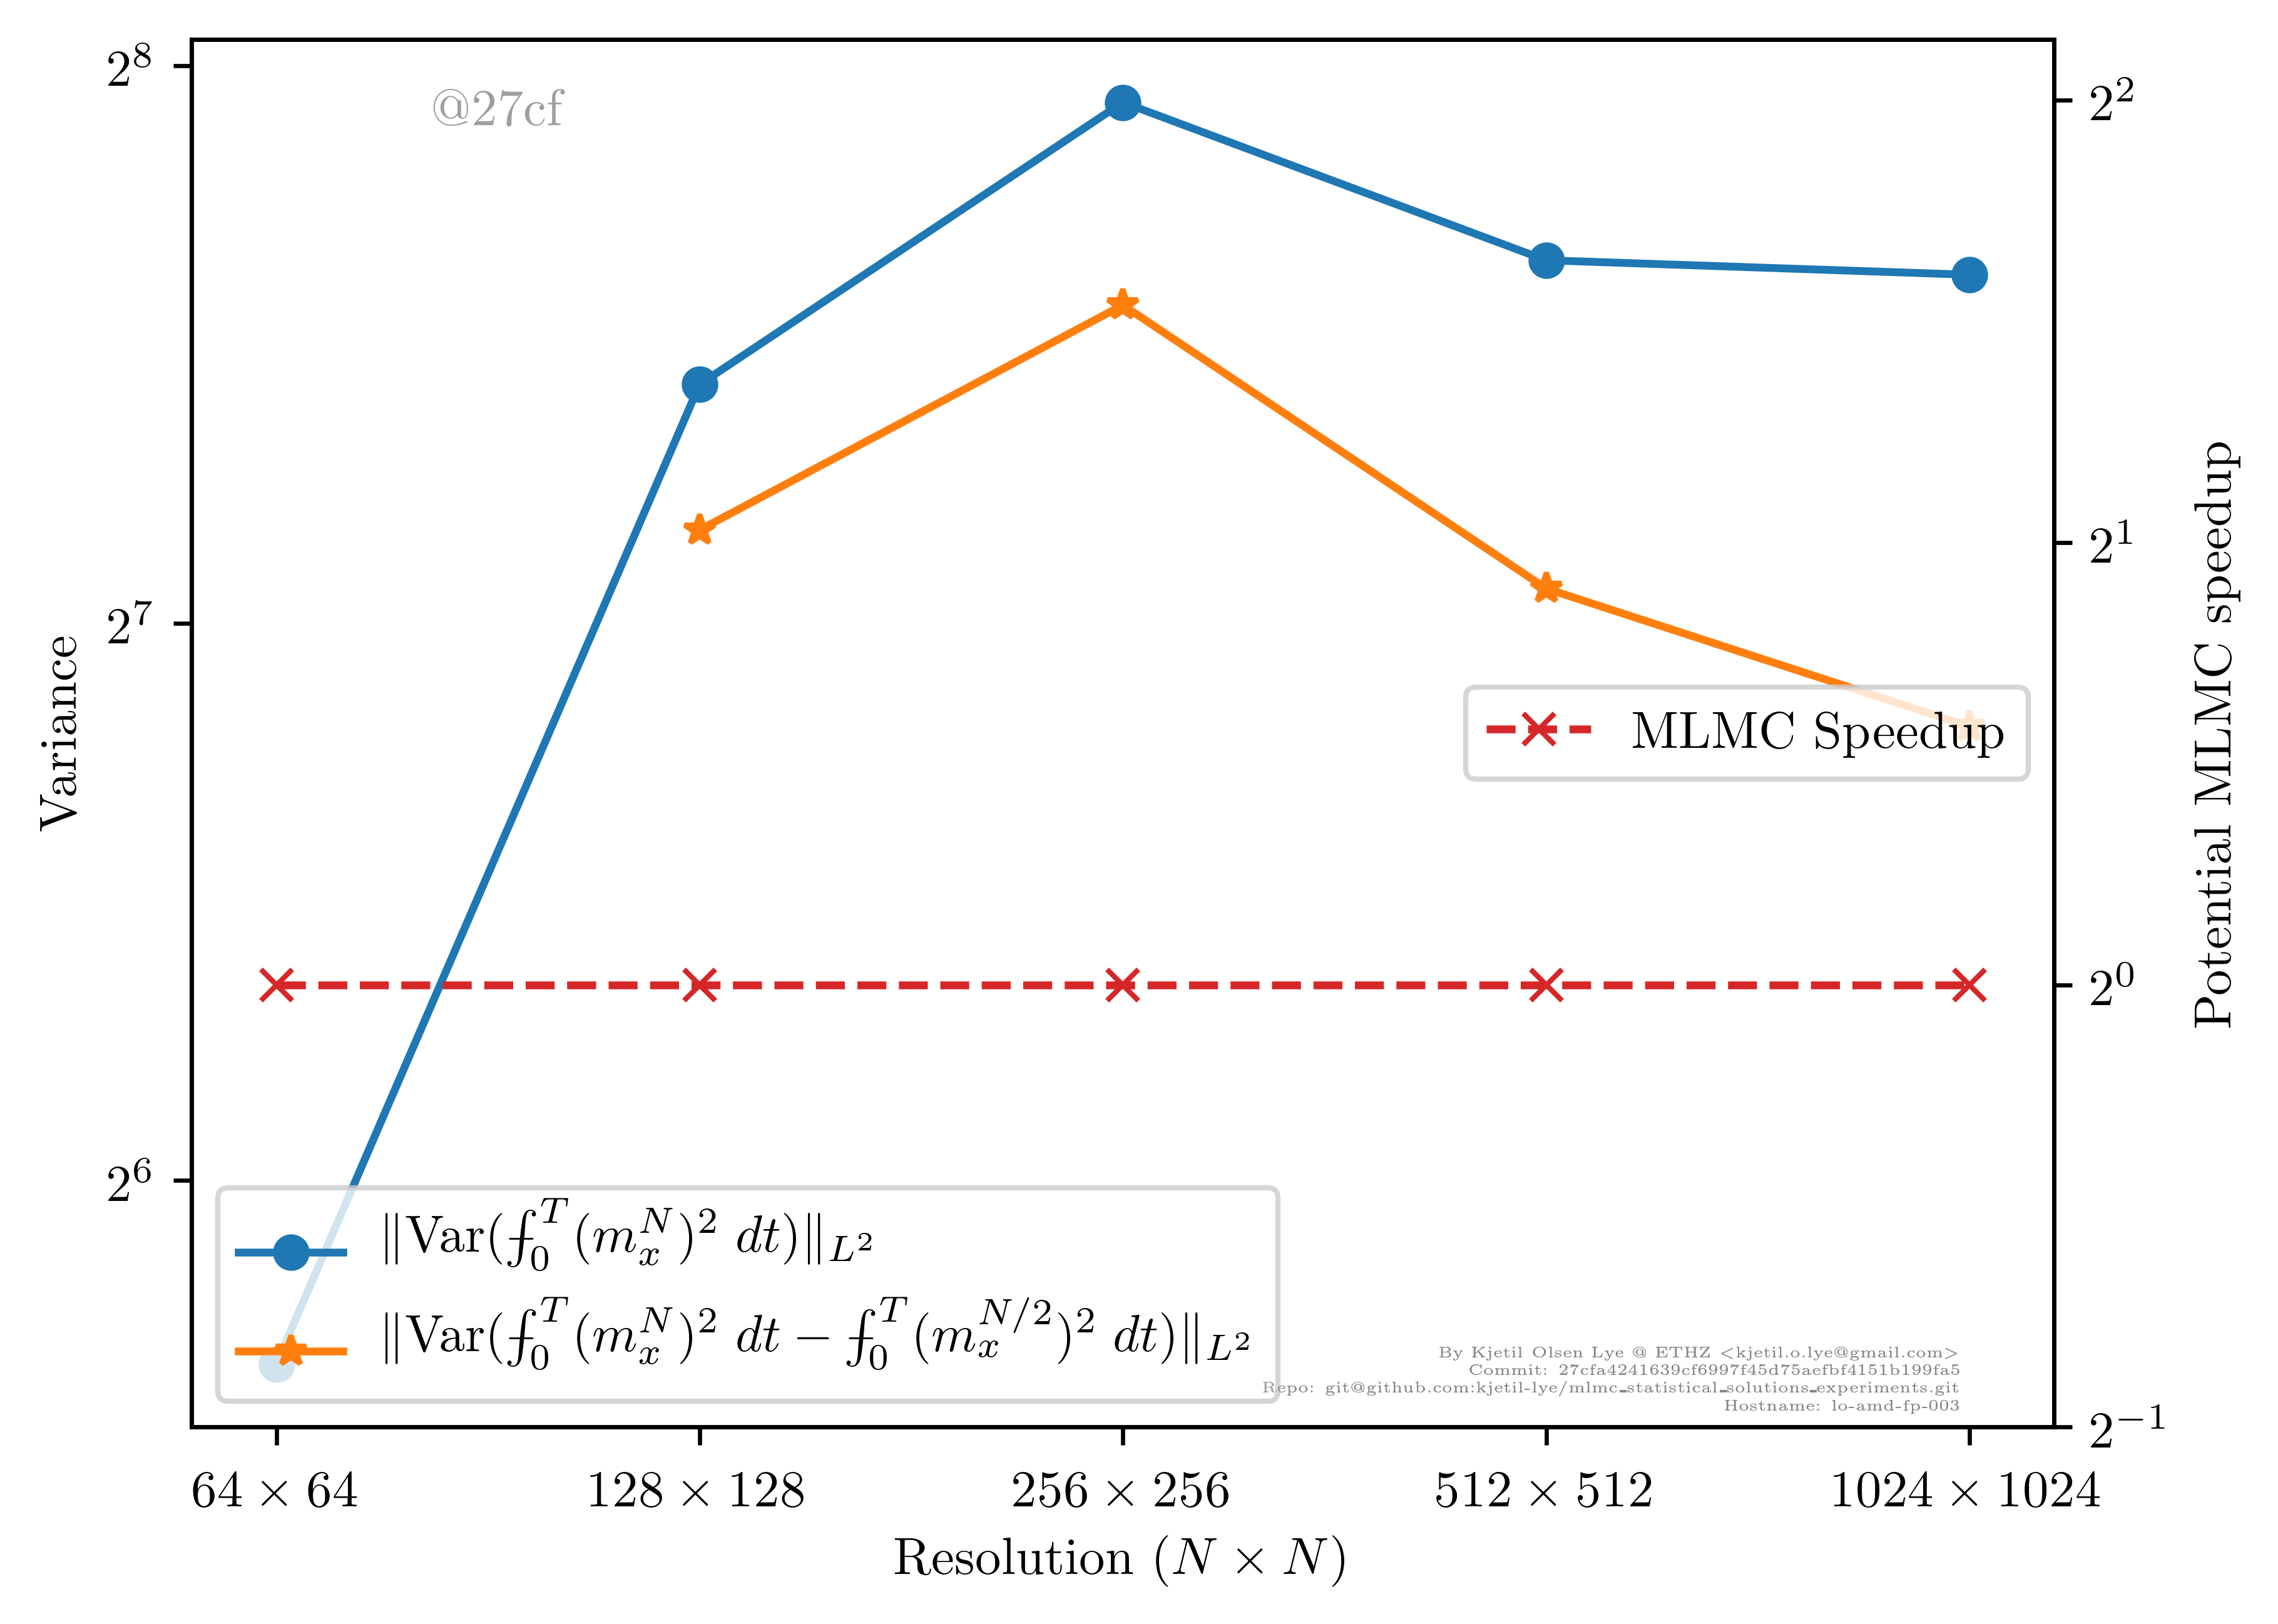 @27cf
2^8
2^7
2^6
Variance
2^2
2^1
2^0
2^{-1}
Potential MLMC speedup
MLMC Speedup
‖Var(⨍_0^T (m_x^N)^2 dt)‖_{L^2}
‖Var(⨍_0^T (m_x^N)^2 dt − ⨍_0^T (m_x^{N/2})^2 dt)‖_{L^2}
By Kjetil Olsen Lye @ ETHZ <kjetil.o.lye@gmail.com>
Commit: 27cfa4241639cf6997f45d75aefbf4151b199fa5
Repo: git@github.com:kjetil-lye/mlmc_statistical_solutions_experiments.git
Hostname: lo-amd-fp-003
64 × 64 128 × 128 256 × 256 512 × 512 1024 × 1024
Resolution (N × N)